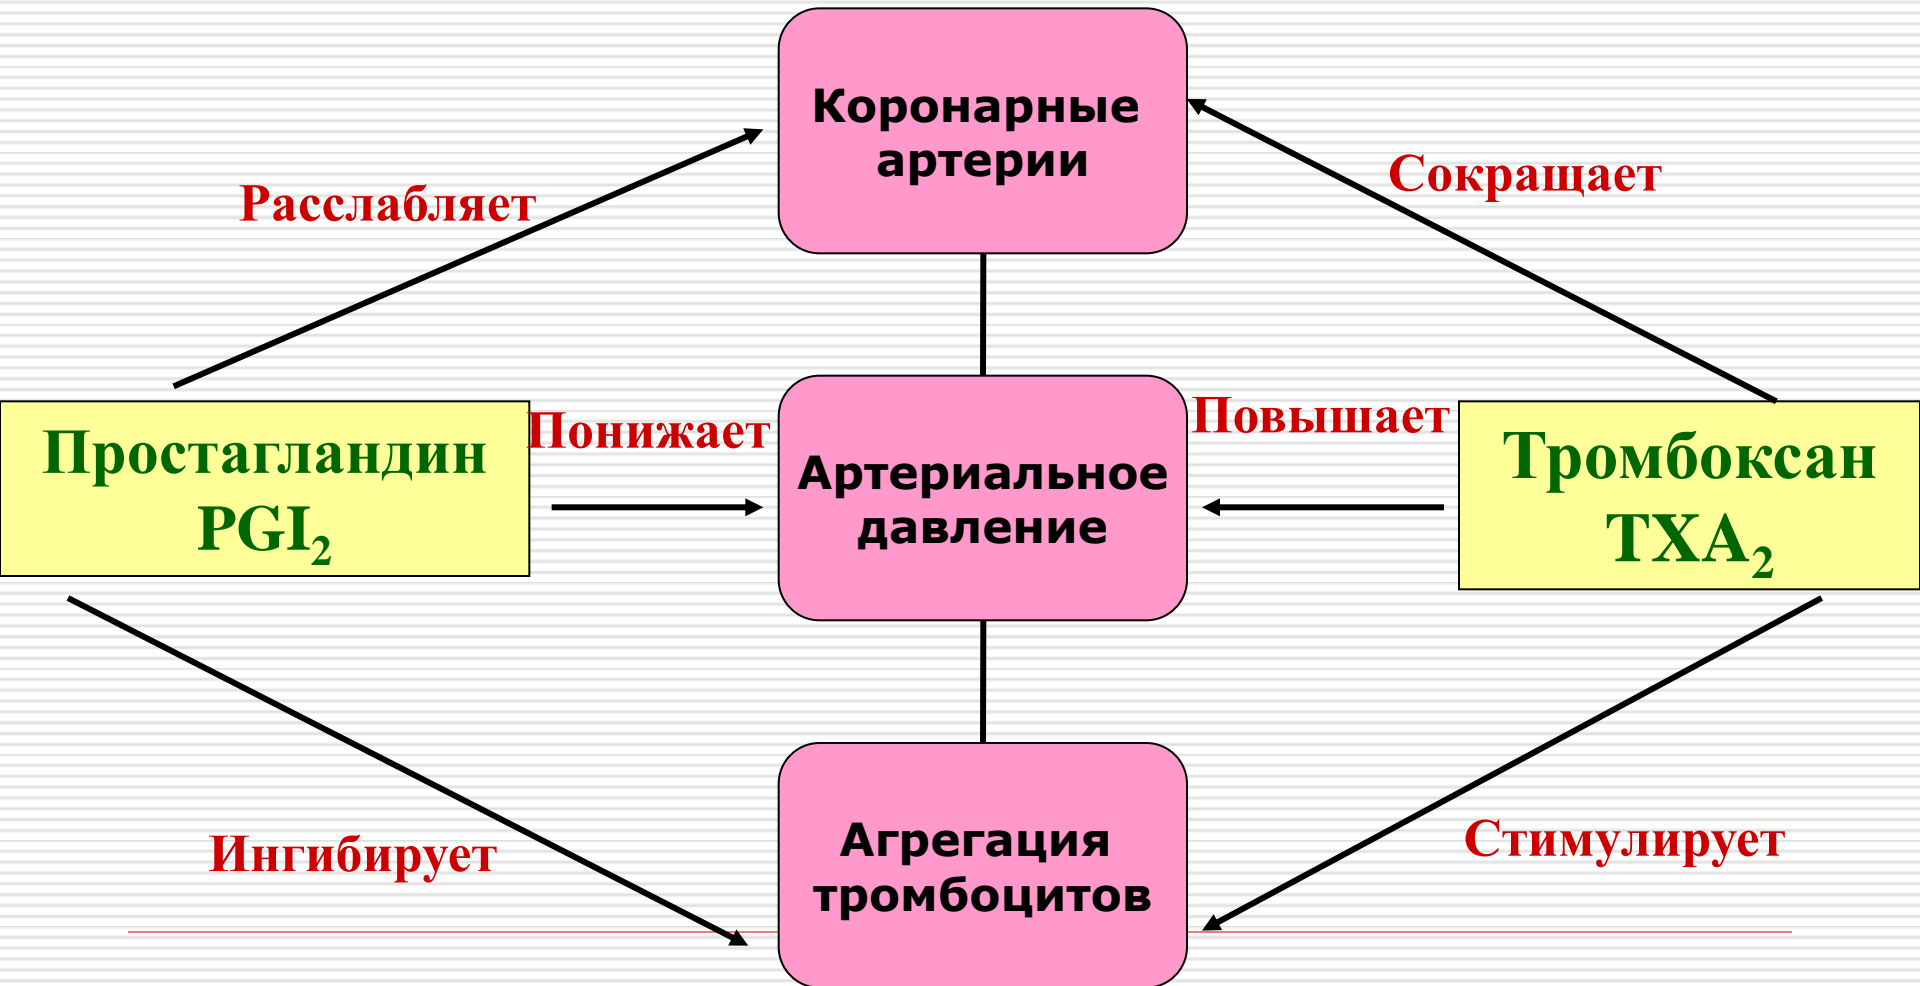 Коронарные
артерии
Расслабляет
Сокращает
Простагландин
PGI₂
Понижает
Артериальное
давление
Повышает
Тромбоксан
TXA₂
Ингибирует
Агрегация
тромбоцитов
Стимулирует